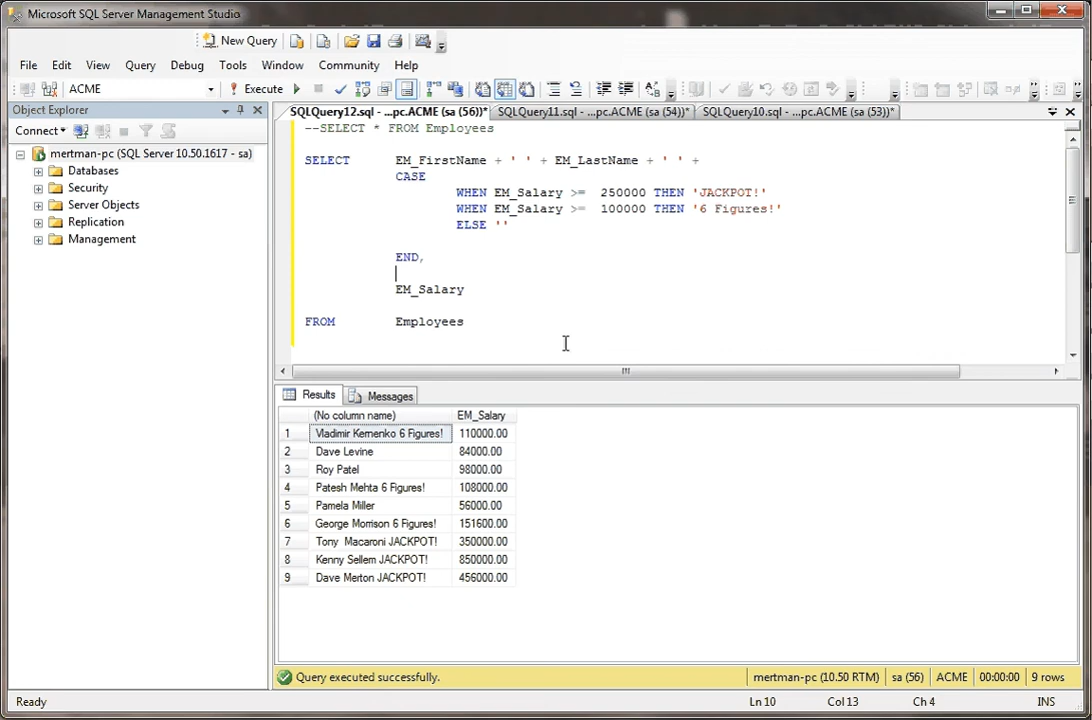 Microsoft SQL Server Management Studio
New Query
File Edit View Query Debug Tools Window Community Help
ACME Execute
Object Explorer
Connect
mertman-pc (SQL Server 10.50.1617 - sa)
Databases
Security
Server Objects
Replication
Management
SQLQuery12.sql - ...pc.ACME (sa (56))* SQLQuery11.sql - ...pc.ACME (sa (54))* SQLQuery10.sql - ...pc.ACME (sa (53))*
--SELECT * FROM Employees
SELECT EM_FirstName + ' ' + EM_LastName + ' ' +
CASE
WHEN EM_Salary >= 250000 THEN 'JACKPOT!'
WHEN EM_Salary >= 100000 THEN '6 Figures!'
ELSE ''
END,
EM_Salary
FROM Employees
Results Messages
(No column name) EM_Salary
1 Vladimir Kernenko 6 Figures! 110000.00
2 Dave Levine 84000.00
3 Roy Patel 98000.00
4 Patesh Mehta 6 Figures! 108000.00
5 Pamela Miller 56000.00
6 George Morrison 6 Figures! 151600.00
7 Tony Macaroni JACKPOT! 350000.00
8 Kenny Sellem JACKPOT! 850000.00
9 Dave Merton JACKPOT! 456000.00
Query executed successfully. mertman-pc (10.50 RTM) sa (56) ACME 00:00:00 9 rows
Ready Ln 10 Col 13 Ch 4 INS